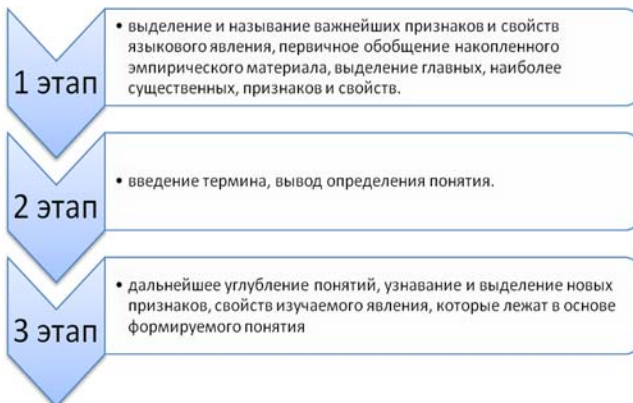 1 этап
• выделение и называние важнейших признаков и свойств
языкового явления, первичное обобщение накопленного
эмпирического материала, выделение главных, наиболее
существенных, признаков и свойств.
2 этап
• введение термина, вывод определения понятия.
3 этап
• дальнейшее углубление понятий, узнавание и выделение новых
признаков, свойств изучаемого явления, которые лежат в основе
формируемого понятия